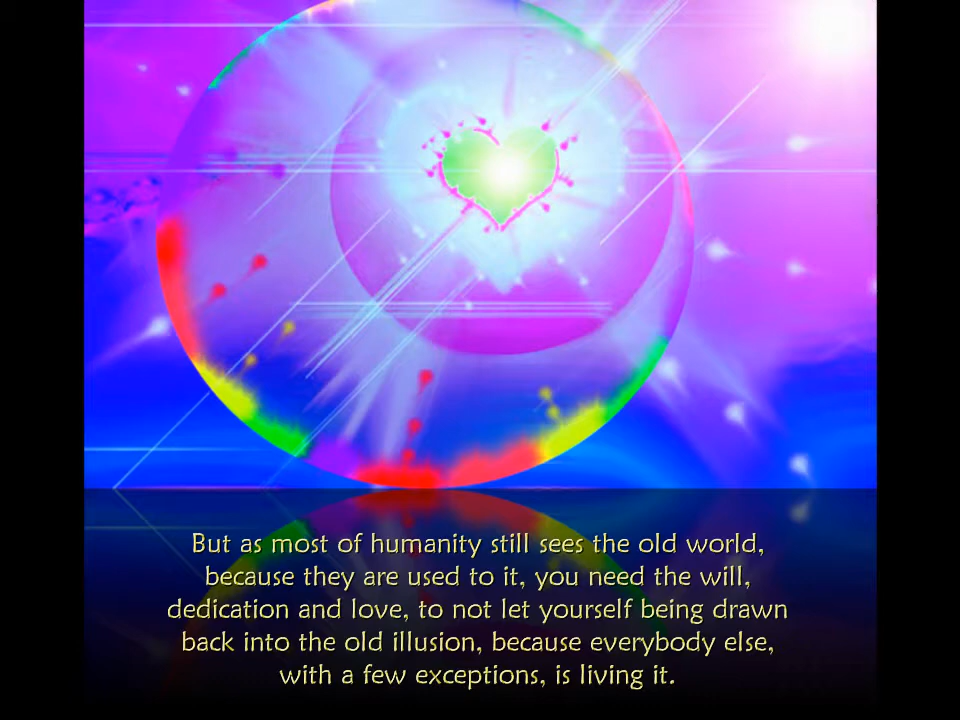 But as most of humanity still sees the old world,
because they are used to it, you need the will,
dedication and love, to not let yourself being drawn
back into the old illusion, because everybody else,
with a few exceptions, is living it.